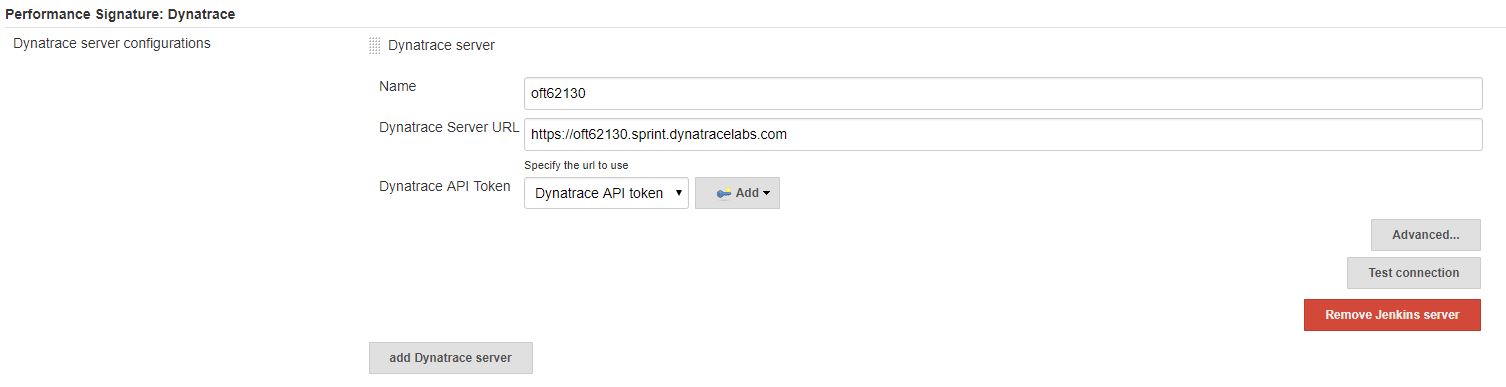 Performance Signature: Dynatrace
Dynatrace server configurations
Dynatrace server
Name
oft62130
Dynatrace Server URL
https://oft62130.sprint.dynatracelabs.com
Specify the url to use
Dynatrace API Token
Dynatrace API token
Add
Advanced...
Test connection
Remove Jenkins server
add Dynatrace server